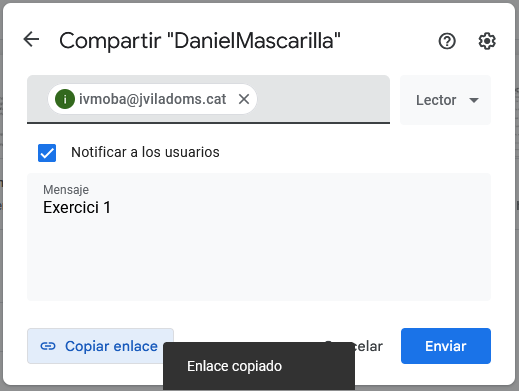 Compartir "DanielMascarilla"
i ivmoba@jviladoms.cat
Lector
Notificar a los usuarios
Mensaje
Exercici 1
Copiar enlace
Enviar
Enlace copiado